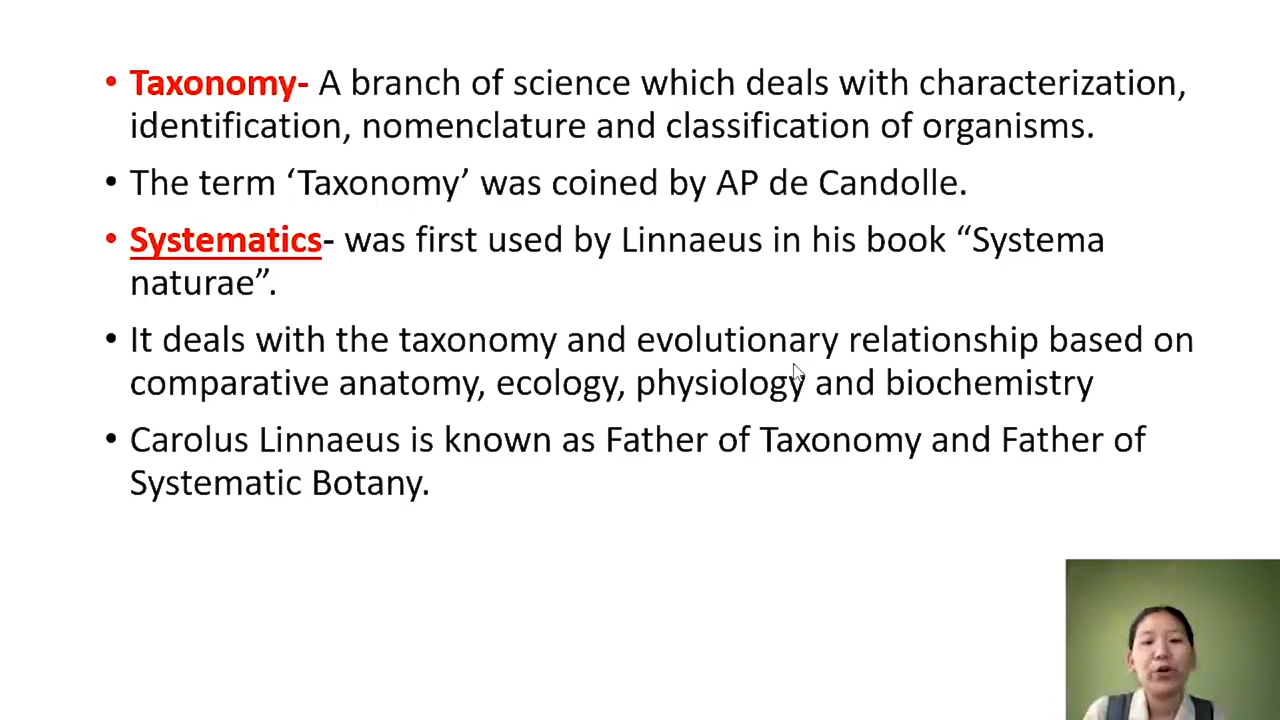 • Taxonomy- A branch of science which deals with characterization,
identification, nomenclature and classification of organisms.
• The term ‘Taxonomy’ was coined by AP de Candolle.
• Systematics- was first used by Linnaeus in his book “Systema
naturae”.
• It deals with the taxonomy and evolutionary relationship based on
comparative anatomy, ecology, physiology and biochemistry
• Carolus Linnaeus is known as Father of Taxonomy and Father of
Systematic Botany.